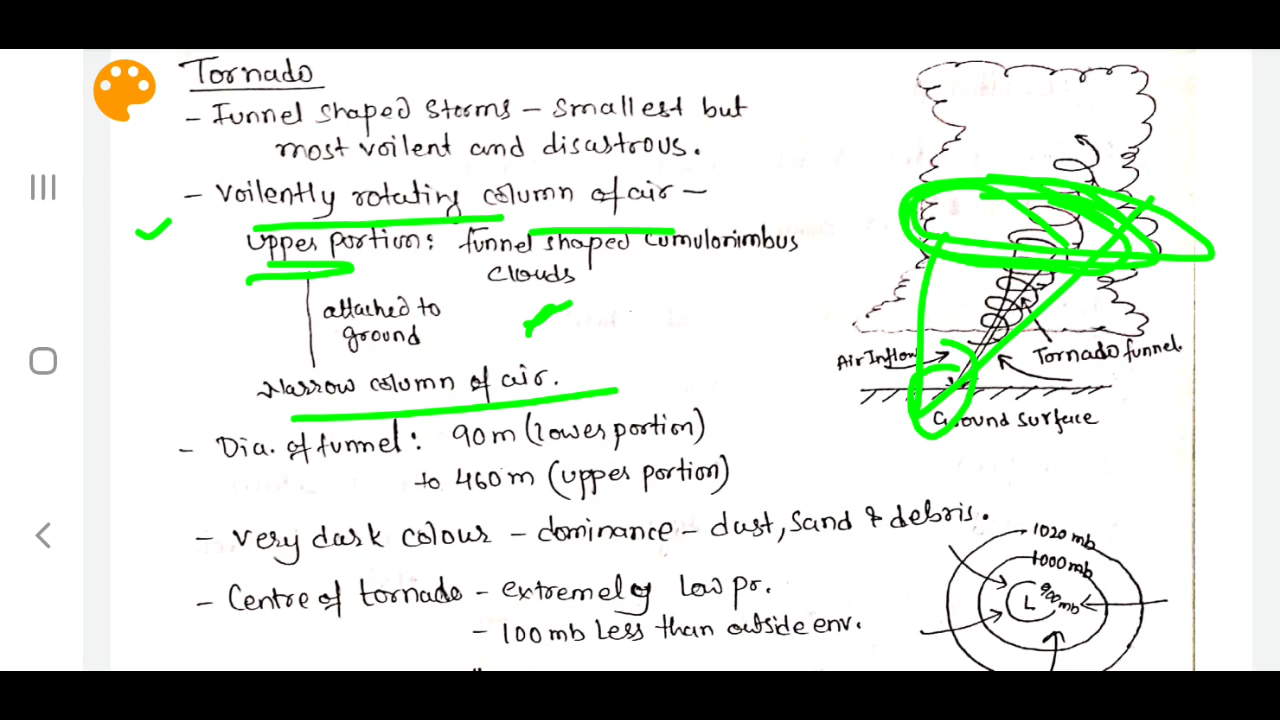 Tornado
- Funnel shaped storms - smallest but
most voilent and disastrous.
- Voilently rotating column of air -
Upper portion: funnel shaped cumulonimbus
clouds
attached to
ground
Narrow column of air.
- Dia. of funnel: 90m (lower portion)
to 460m (upper portion)
- Very dark colour - dominance - dust, sand & debris.
- Centre of tornado - extremely low pr.
- 100 mb less than outside env.
Air Inflow
Tornado funnel.
Ground surface
1020 mb
1000 mb
900 mb
L